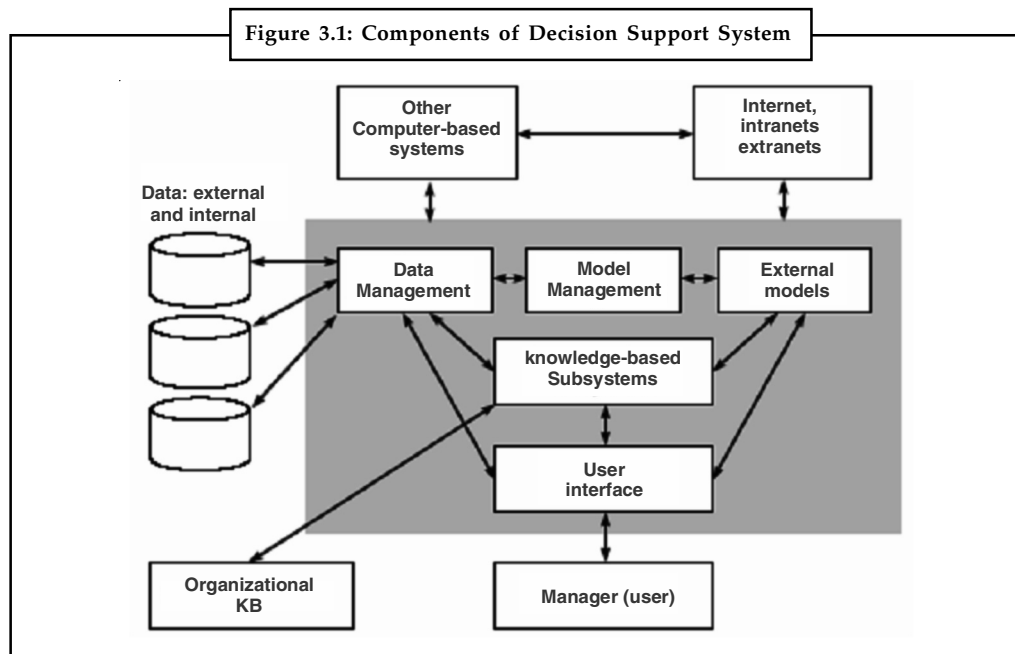 Figure 3.1: Components of Decision Support System
Other
Computer-based
systems
Internet,
intranets
extranets
Data: external
and internal
Data
Management
Model
Management
External
models
knowledge-based
Subsystems
User
interface
Organizational
KB
Manager (user)